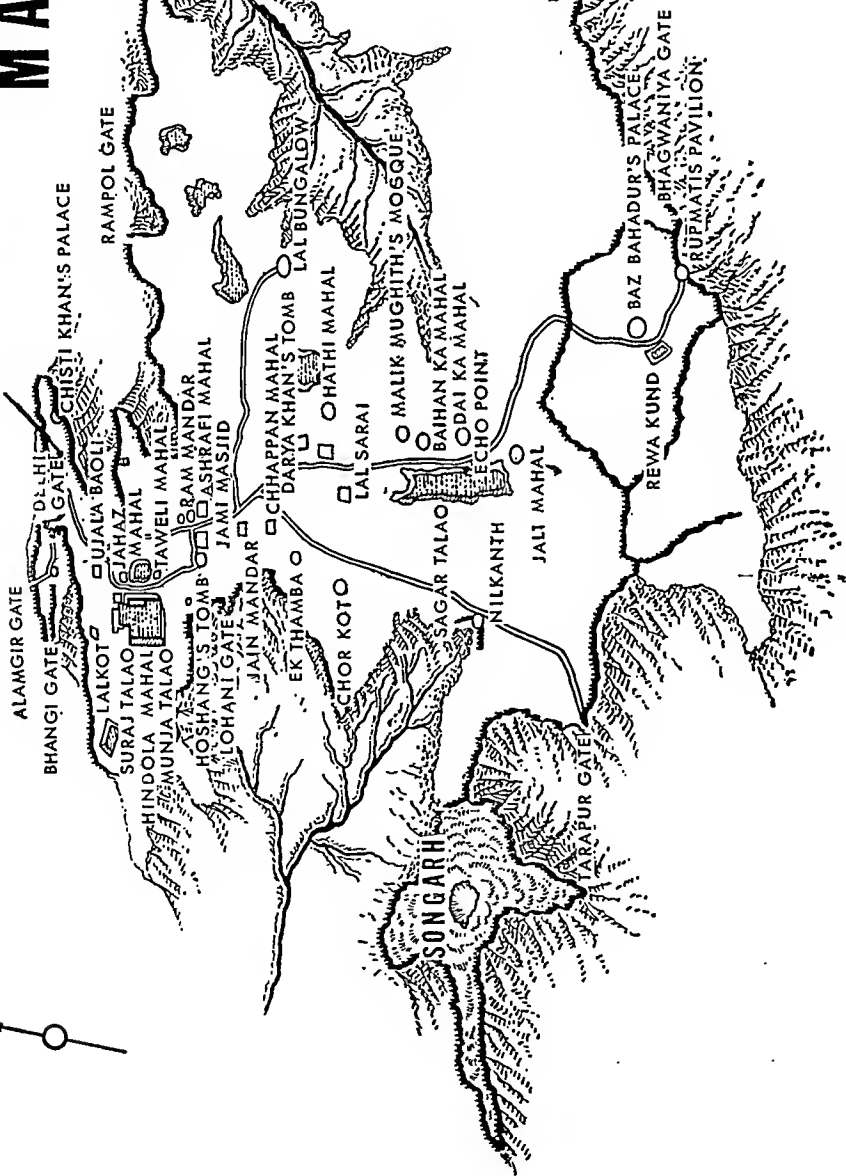 MA
ALAMGIR GATE
DELHI
GATE
BHANGI GATE
CHISTI KHAN'S PALACE
RAMPOL GATE
LALKOT
UJALA BAOLI
SURAJ TALAO
JAHAZ
MAHAL
HINDOLA MAHAL
MUNJA TALAO
TAWELI MAHAL
RAM MANDAR
HOSHANG'S TOMB
ASHRAFI MAHAL
LOHANI GATE
JAMI MASJID
JAIN MANDAR
CHHAPPAN MAHAL
DARYA KHAN'S TOMB
LAL BUNGALOW
EK THAMBA
HATHI MAHAL
CHOR KOT
LAL SARAI
MALIK MUGHITH'S MOSQUE
SAGAR TALAO
BAIHAN KA MAHAL
DAI KA MAHAL
ECHO POINT
SONGARH
NILKANTH
JALI MAHAL
TARAPUR GATE
BAZ BAHADUR'S PALACE
REWA KUND
BHAGWANIYA GATE
RUPMATIS PAVILION